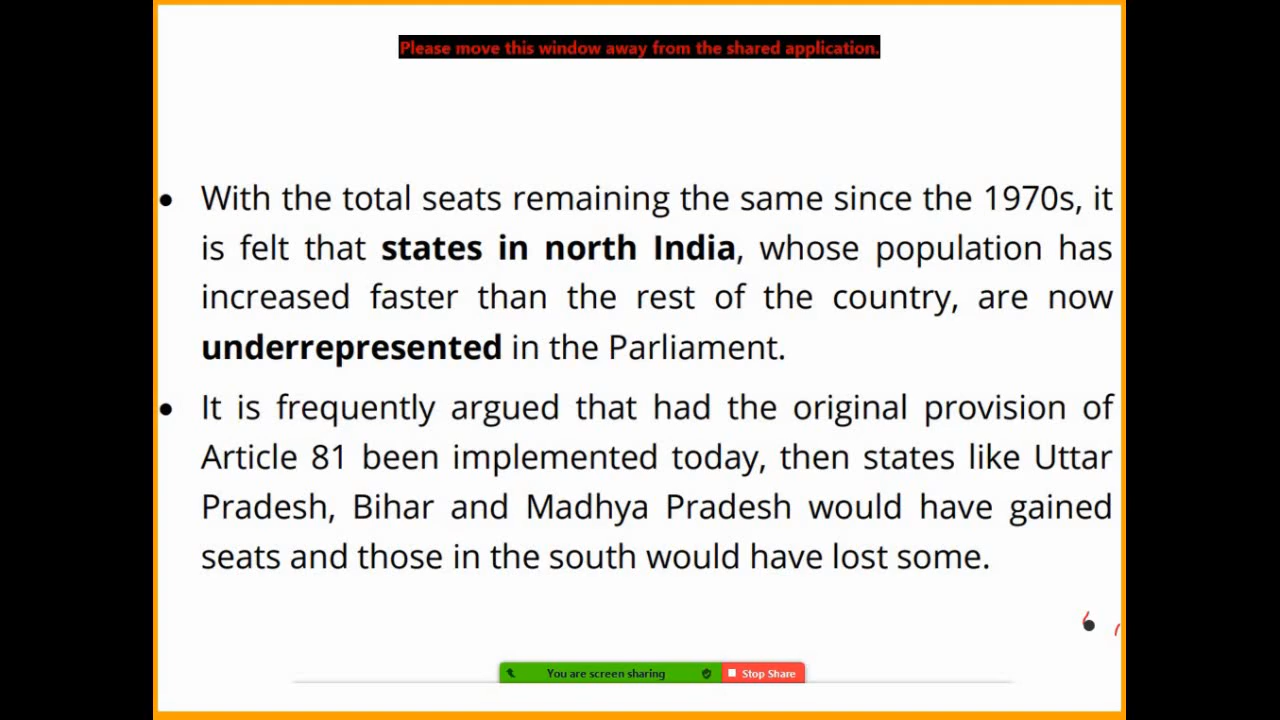 Please move this window away from the shared application.
• With the total seats remaining the same since the 1970s, it
is felt that states in north India, whose population has
increased faster than the rest of the country, are now
underrepresented in the Parliament.
• It is frequently argued that had the original provision of
Article 81 been implemented today, then states like Uttar
Pradesh, Bihar and Madhya Pradesh would have gained
seats and those in the south would have lost some.
You are screen sharing Stop Share